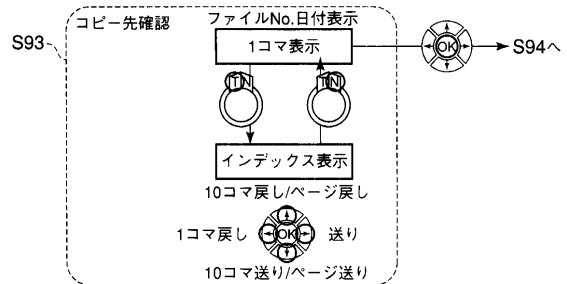 コピー先確認
ファイルNo.日付表示
S93
1コマ表示
OK
S94へ
TN
TN
インデックス表示
10コマ戻し/ページ戻し
1コマ戻し
OK
送り
10コマ送り/ページ送り